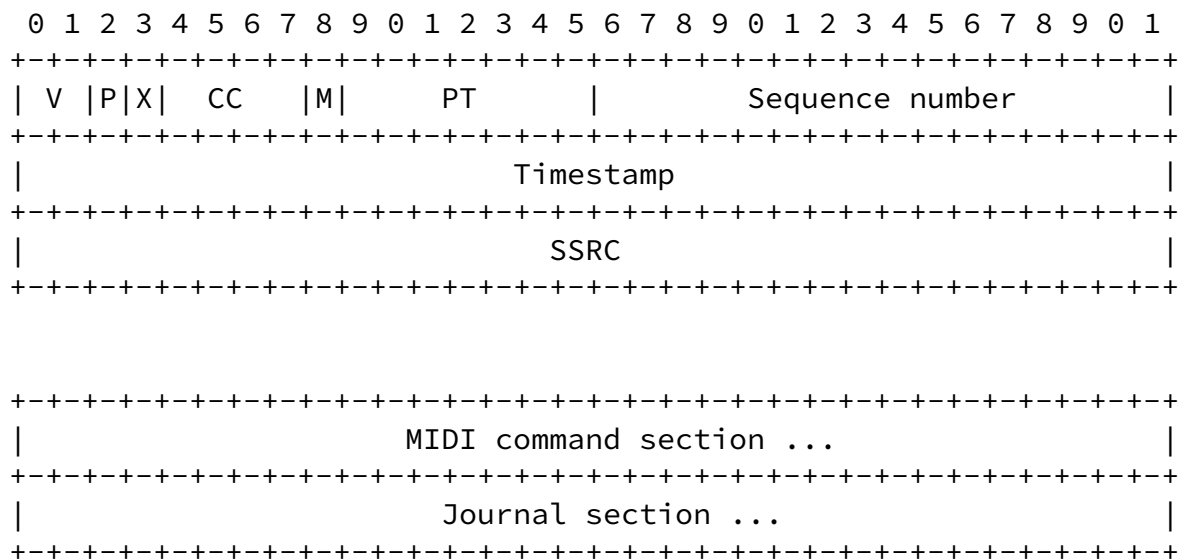 0 1 2 3 4 5 6 7 8 9 0 1 2 3 4 5 6 7 8 9 0 1 2 3 4 5 6 7 8 9 0 1
+-+-+-+-+-+-+-+-+-+-+-+-+-+-+-+-+-+-+-+-+-+-+-+-+-+-+-+-+-+-+-+-+
| V |P|X| CC |M| PT | Sequence number |
+-+-+-+-+-+-+-+-+-+-+-+-+-+-+-+-+-+-+-+-+-+-+-+-+-+-+-+-+-+-+-+-+
| Timestamp |
+-+-+-+-+-+-+-+-+-+-+-+-+-+-+-+-+-+-+-+-+-+-+-+-+-+-+-+-+-+-+-+-+
| SSRC |
+-+-+-+-+-+-+-+-+-+-+-+-+-+-+-+-+-+-+-+-+-+-+-+-+-+-+-+-+-+-+-+-+
+-+-+-+-+-+-+-+-+-+-+-+-+-+-+-+-+-+-+-+-+-+-+-+-+-+-+-+-+-+-+-+-+
| MIDI command section ... |
+-+-+-+-+-+-+-+-+-+-+-+-+-+-+-+-+-+-+-+-+-+-+-+-+-+-+-+-+-+-+-+-+
| Journal section ... |
+-+-+-+-+-+-+-+-+-+-+-+-+-+-+-+-+-+-+-+-+-+-+-+-+-+-+-+-+-+-+-+-+